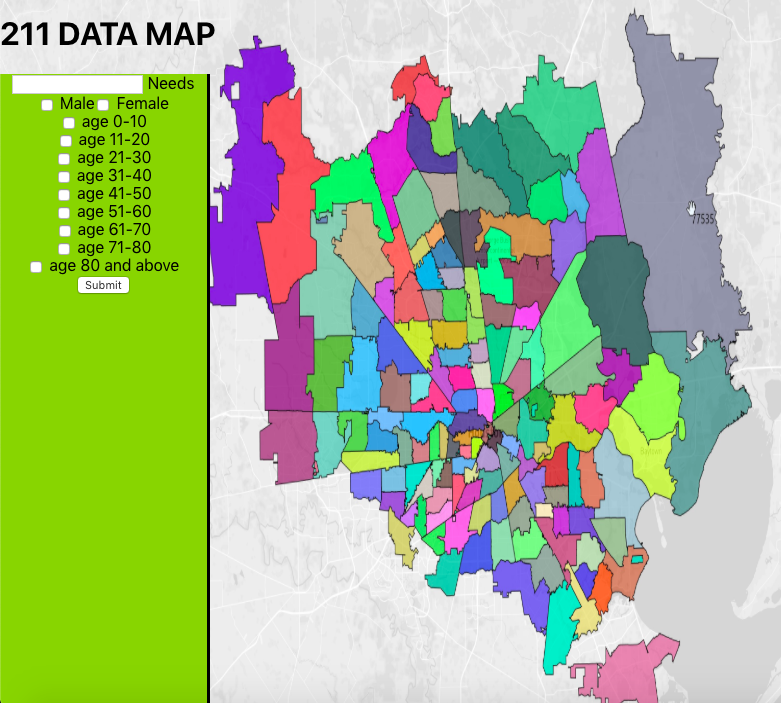 211 DATA MAP
Needs
Male Female
age 0-10
age 11-20
age 21-30
age 31-40
age 41-50
age 51-60
age 61-70
age 71-80
age 80 and above
Submit
77535